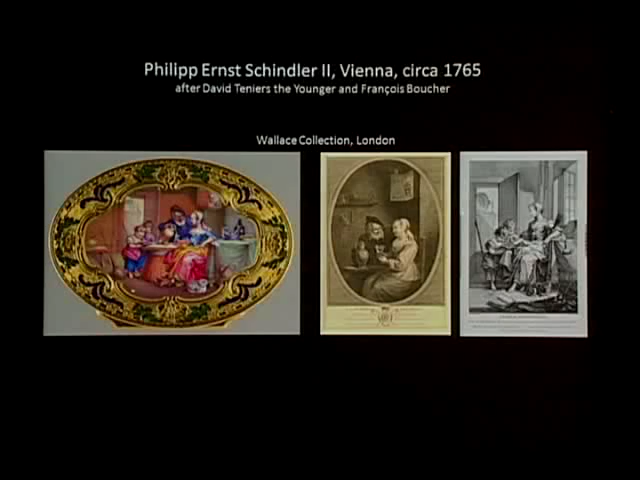 Philipp Ernst Schindler II, Vienna, circa 1765
after David Teniers the Younger and François Boucher
Wallace Collection, London